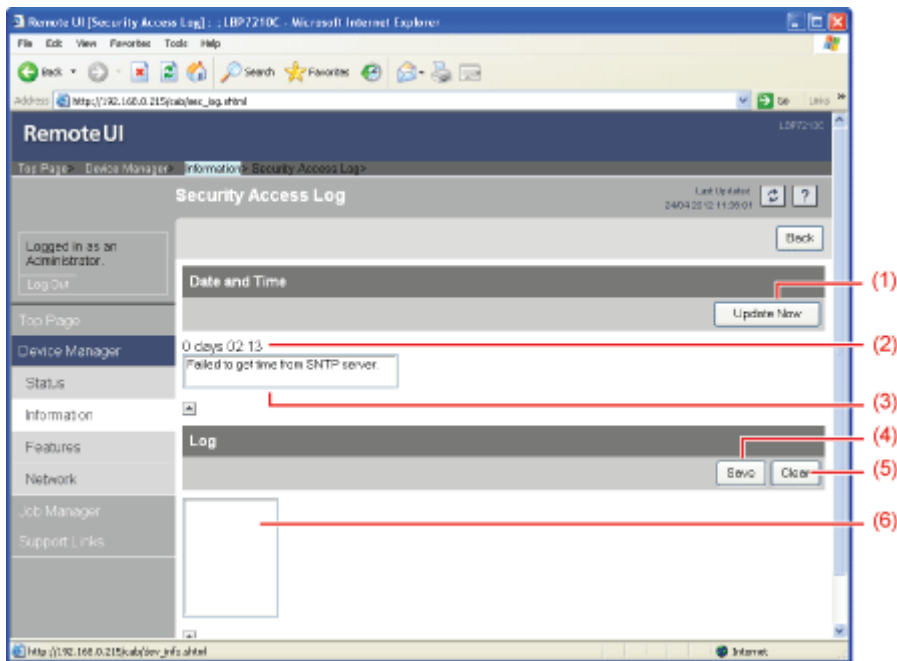 Remote UI [Security Access Log] : ; LBP7210C - Microsoft Internet Explorer
File Edit View Favorites Tools Help
Back Search Favorites
Address http://192.168.0.215/cab/sec_log.shtml Go Links
Remote UI LBP7210C
Top Page> Device Manager> Information> Security Access Log>
Security Access Log Last Updated
24/04 2012 11:36:01 ?
Back
Logged in as an
Administrator.
Log Out
Date and Time (1)
Update Now
Top Page
Device Manager
0 days 02:13 (2)
Failed to get time from SNTP server.
Status
(3)
Information
Log (4)
Features
Save Clear (5)
Network
Job Manager
(6)
Support Links
http://192.168.0.215/cab/dev_info.shtml Internet